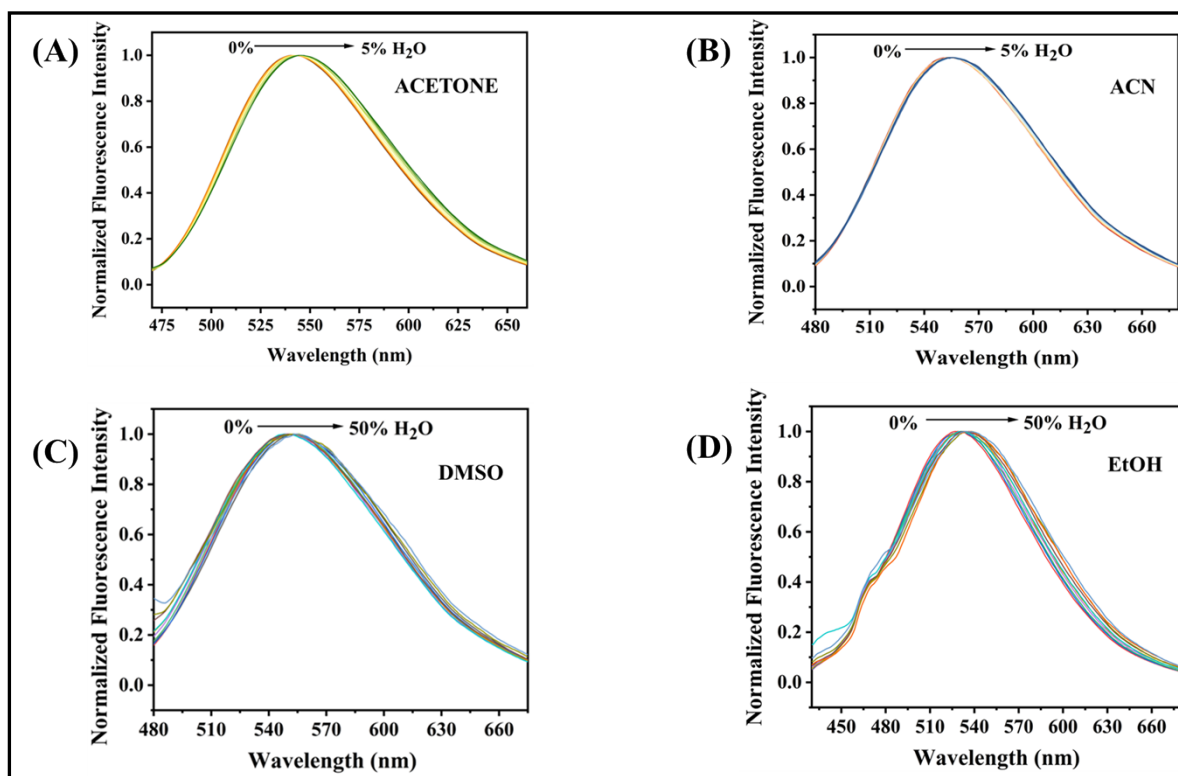 (A)
Normalized Fluorescence Intensity
1.0
0.8
0.6
0.4
0.2
0.0
0% 5% H₂O
ACETONE
475 500 525 550 575 600 625 650
Wavelength (nm)
(B)
Normalized Fluorescence Intensity
1.0
0.8
0.6
0.4
0.2
0.0
0% 5% H₂O
ACN
480 510 540 570 600 630 660
Wavelength (nm)
(C)
Normalized Fluorescence Intensity
1.0
0.8
0.6
0.4
0.2
0.0
0% 50% H₂O
DMSO
480 510 540 570 600 630 660
Wavelength (nm)
(D)
Normalized Fluorescence Intensity
1.0
0.8
0.6
0.4
0.2
0.0
0% 50% H₂O
EtOH
450 480 510 540 570 600 630 660
Wavelength (nm)